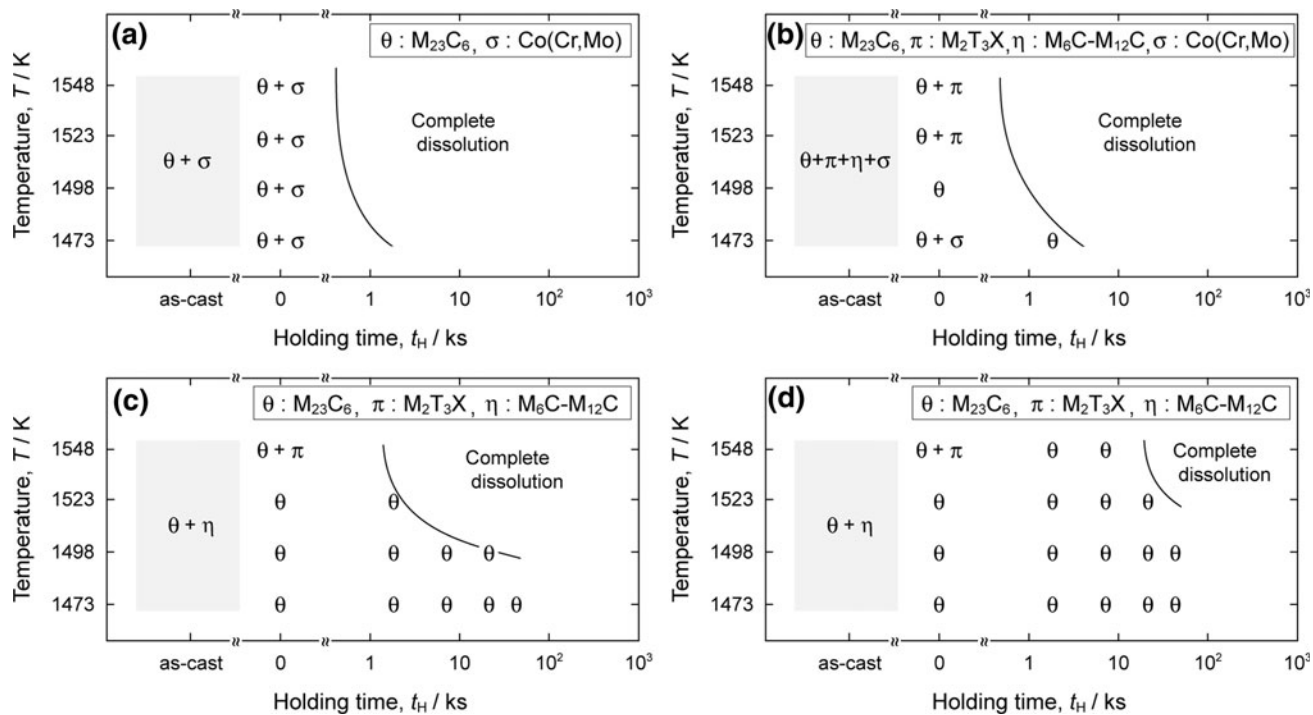 (a)
θ : M₂₃C₆, σ : Co(Cr,Mo)
Temperature, T / K
1548
1523
1498
1473
θ + σ
θ + σ
θ + σ
θ + σ
θ + σ
Complete
dissolution
as-cast
0
1
10
10²
10³
Holding time, t_H / ks
(b)
θ : M₂₃C₆, π : M₂T₃X, η : M₆C-M₁₂C, σ : Co(Cr,Mo)
Temperature, T / K
1548
1523
1498
1473
θ+π+η+σ
θ + π
θ + π
θ
θ + σ
θ
Complete
dissolution
as-cast
0
1
10
10²
10³
Holding time, t_H / ks
(c)
θ : M₂₃C₆, π : M₂T₃X, η : M₆C-M₁₂C
Temperature, T / K
1548
1523
1498
1473
θ + η
θ + π
θ θ
θ θ θ θ
θ θ θ θ θ
Complete
dissolution
as-cast
0
1
10
10²
10³
Holding time, t_H / ks
(d)
θ : M₂₃C₆, π : M₂T₃X, η : M₆C-M₁₂C
Temperature, T / K
1548
1523
1498
1473
θ + η
θ + π θ θ
θ θ θ θ
θ θ θ θ θ
θ θ θ θ θ
Complete
dissolution
as-cast
0
1
10
10²
10³
Holding time, t_H / ks